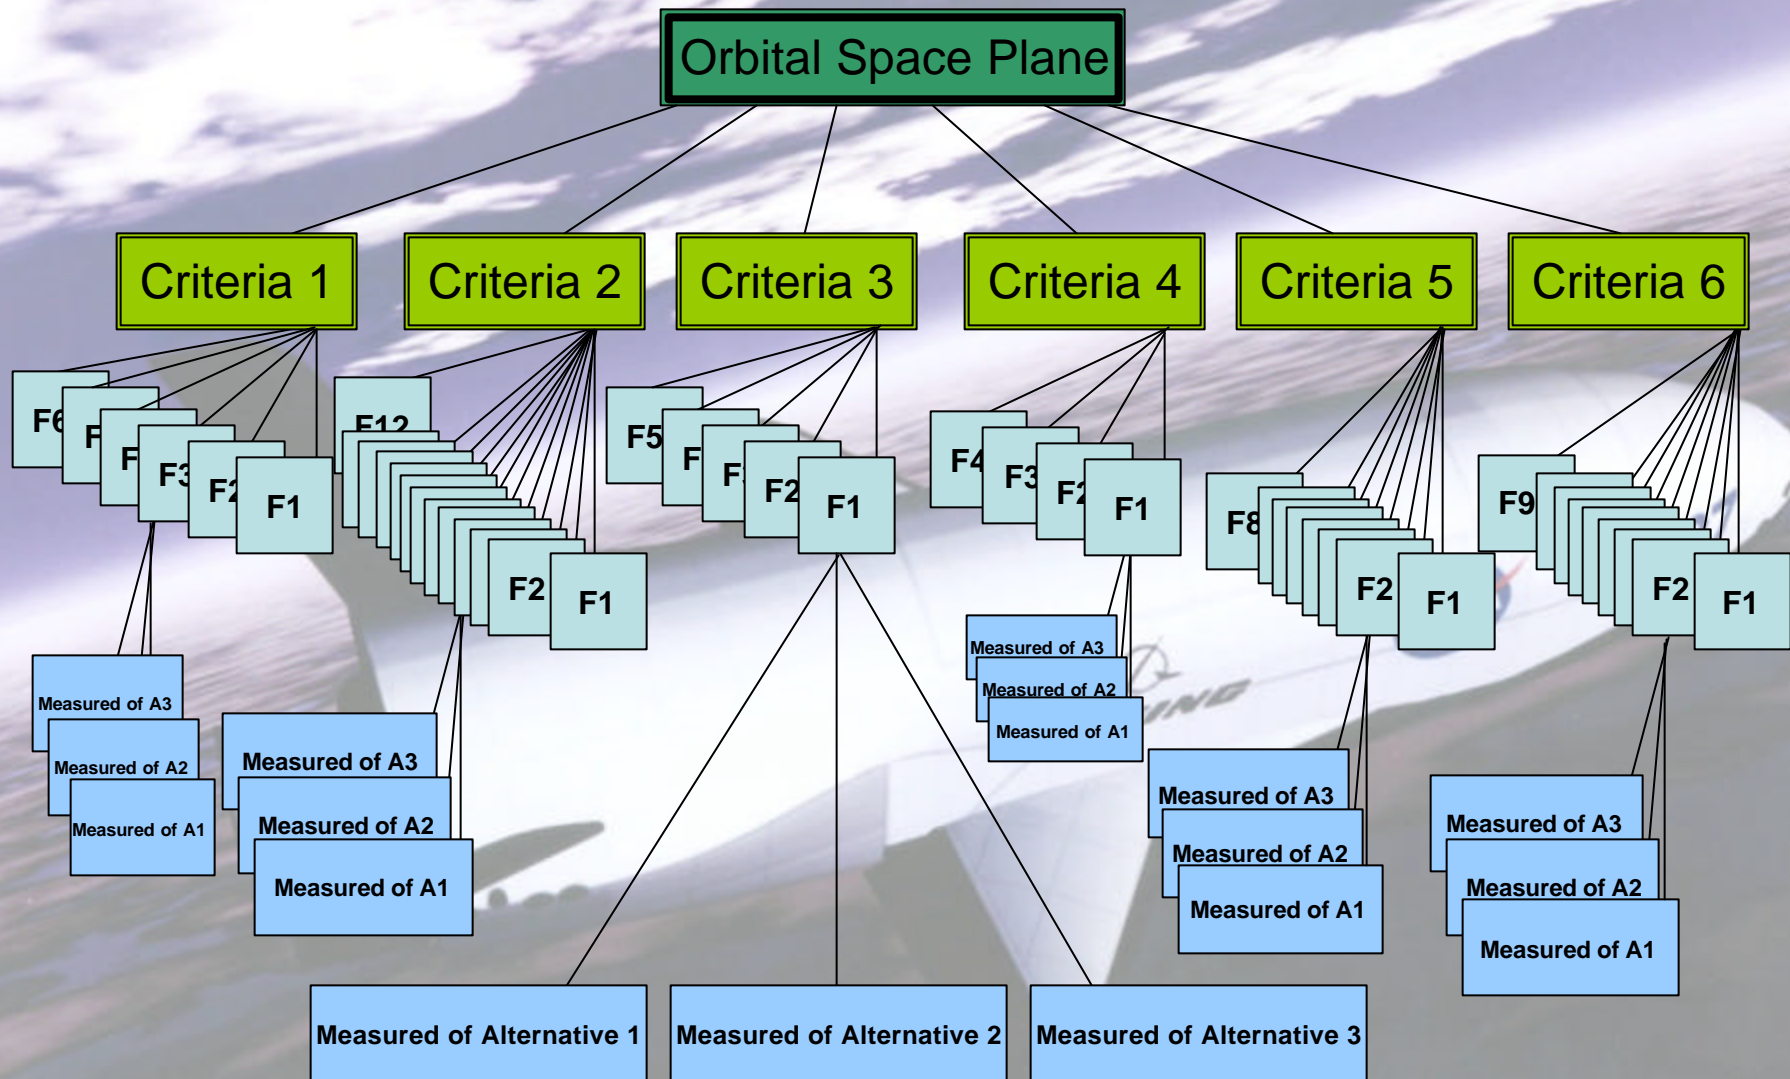 Orbital Space Plane
Criteria 1
Criteria 2
Criteria 3
Criteria 4
Criteria 5
Criteria 6
F6
F
F
F3
F2
F1
F12
F2
F1
F5
F
F
F2
F1
F4
F3
F2
F1
F8
F2
F1
F9
F2
F1
Measured of A3
Measured of A2
Measured of A1
Measured of A3
Measured of A2
Measured of A1
Measured of A3
Measured of A2
Measured of A1
Measured of A3
Measured of A2
Measured of A1
Measured of A3
Measured of A2
Measured of A1
Measured of Alternative 1
Measured of Alternative 2
Measured of Alternative 3